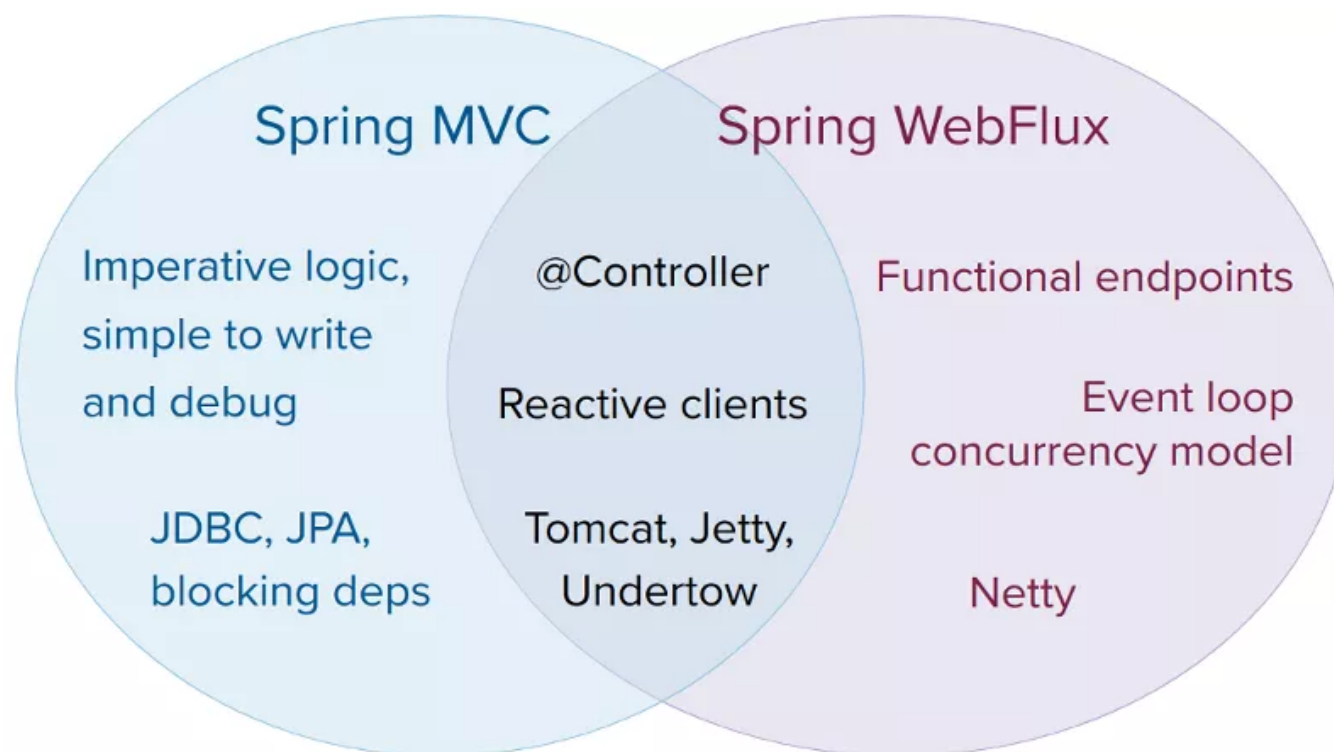 Spring MVC
Imperative logic,
simple to write
and debug
JDBC, JPA,
blocking deps
@Controller
Reactive clients
Tomcat, Jetty,
Undertow
Spring WebFlux
Functional endpoints
Event loop
concurrency model
Netty